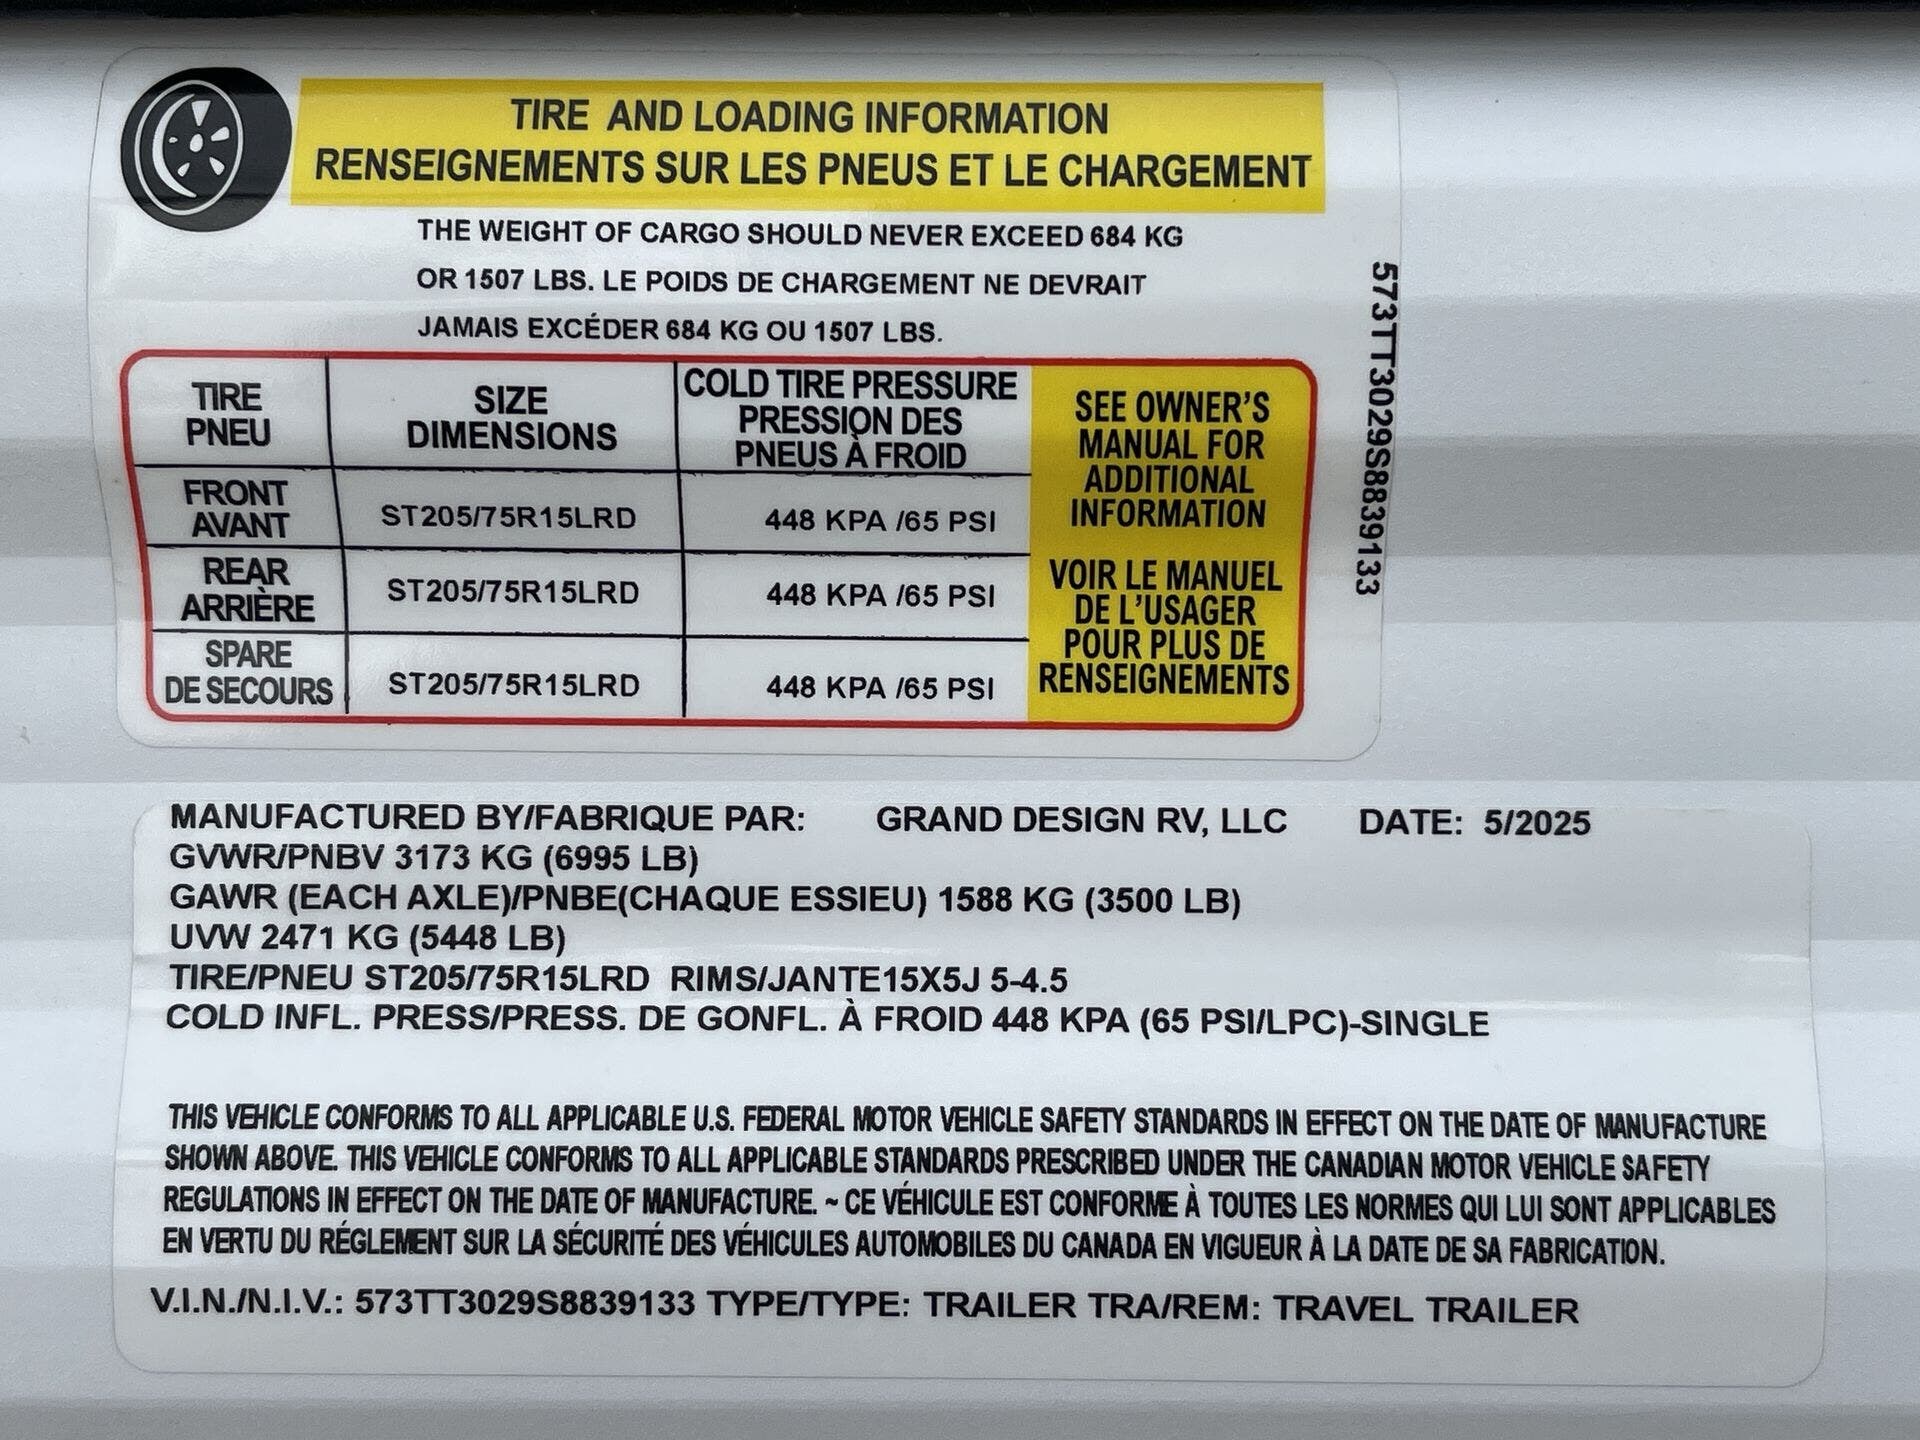 TIRE AND LOADING INFORMATION
RENSEIGNEMENTS SUR LES PNEUS ET LE CHARGEMENT
THE WEIGHT OF CARGO SHOULD NEVER EXCEED 684 KG
OR 1507 LBS. LE POIDS DE CHARGEMENT NE DEVRAIT
JAMAIS EXCÉDER 684 KG OU 1507 LBS.
TIRE
PNEU
SIZE
DIMENSIONS
COLD TIRE PRESSURE
PRESSION DES
PNEUS À FROID
FRONT
AVANT
ST205/75R15LRD
448 KPA /65 PSI
REAR
ARRIÈRE
ST205/75R15LRD
448 KPA /65 PSI
SPARE
DE SECOURS
ST205/75R15LRD
448 KPA /65 PSI
SEE OWNER'S
MANUAL FOR
ADDITIONAL
INFORMATION
VOIR LE MANUEL
DE L'USAGER
POUR PLUS DE
RENSEIGNEMENTS
573TT3029S8839133
MANUFACTURED BY/FABRIQUE PAR: GRAND DESIGN RV, LLC DATE: 5/2025
GVWR/PNBV 3173 KG (6995 LB)
GAWR (EACH AXLE)/PNBE(CHAQUE ESSIEU) 1588 KG (3500 LB)
UVW 2471 KG (5448 LB)
TIRE/PNEU ST205/75R15LRD RIMS/JANTE15X5J 5-4.5
COLD INFL. PRESS/PRESS. DE GONFL. À FROID 448 KPA (65 PSI/LPC)-SINGLE
THIS VEHICLE CONFORMS TO ALL APPLICABLE U.S. FEDERAL MOTOR VEHICLE SAFETY STANDARDS IN EFFECT ON THE DATE OF MANUFACTURE
SHOWN ABOVE. THIS VEHICLE CONFORMS TO ALL APPLICABLE STANDARDS PRESCRIBED UNDER THE CANADIAN MOTOR VEHICLE SAFETY
REGULATIONS IN EFFECT ON THE DATE OF MANUFACTURE. ~ CE VÉHICULE EST CONFORME À TOUTES LES NORMES QUI LUI SONT APPLICABLES
EN VERTU DU RÉGLEMENT SUR LA SÉCURITÉ DES VÉHICULES AUTOMOBILES DU CANADA EN VIGUEUR À LA DATE DE SA FABRICATION.
V.I.N./N.I.V.: 573TT3029S8839133 TYPE/TYPE: TRAILER TRA/REM: TRAVEL TRAILER